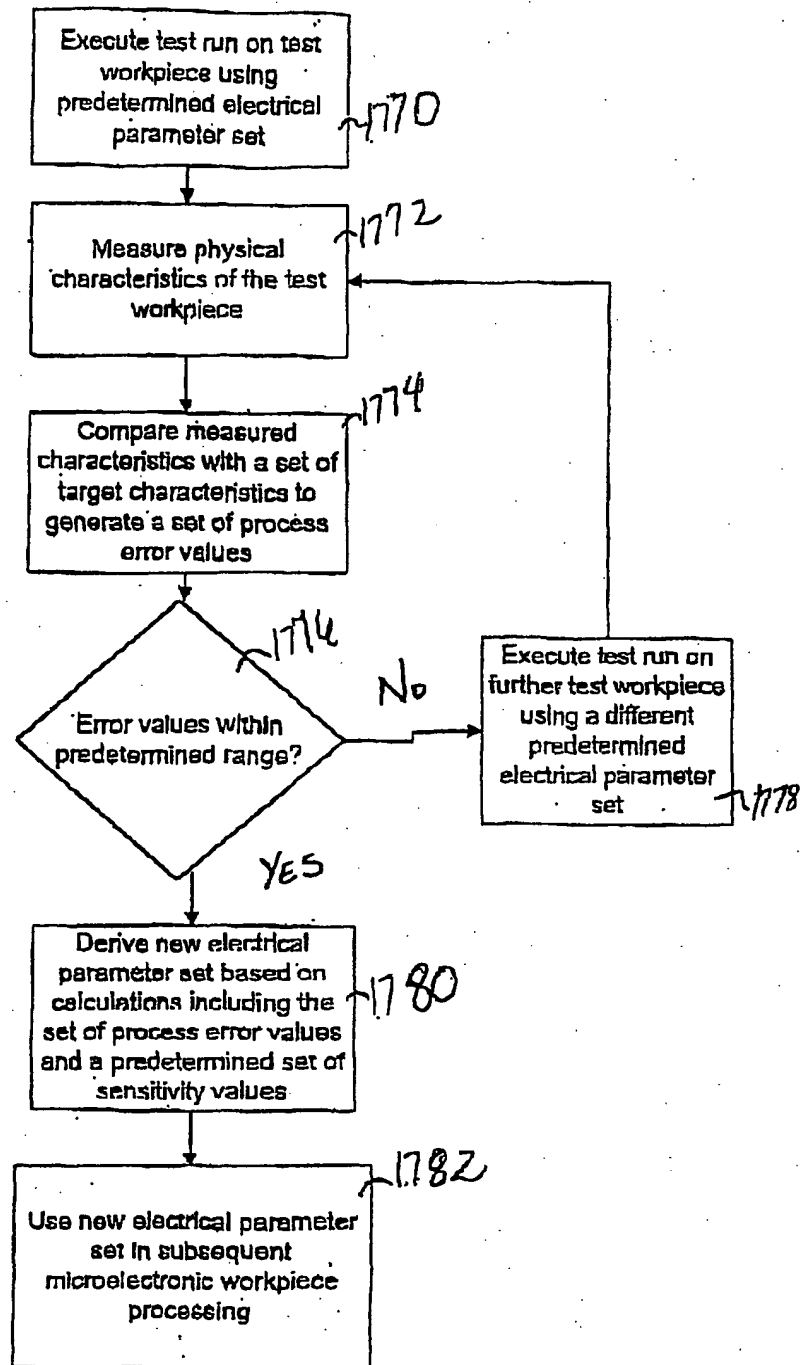 Execute test run on test
workpiece using
predetermined electrical
parameter set
1770
1772
Measure physical
characteristics of the test
workpiece
1774
Compare measured
characteristics with a set of
target characteristics to
generate a set of process
error values
1776
No
Error values within
predetermined range?
Execute test run on
further test workpiece
using a different
predetermined
electrical parameter
set
1778
YES
Derive new electrical
parameter set based on
calculations including the
set of process error values
and a predetermined set of
sensitivity values
1780
1782
Use new electrical parameter
set in subsequent
microelectronic workpiece
processing